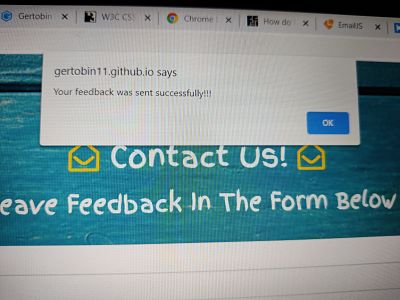 Gertobin
W3C CSS
Chrome
How do
EmailJS
gertobin11.github.io says
Your feedback was sent successfully!!!
OK
Contact Us!
eave Feedback In The Form Below